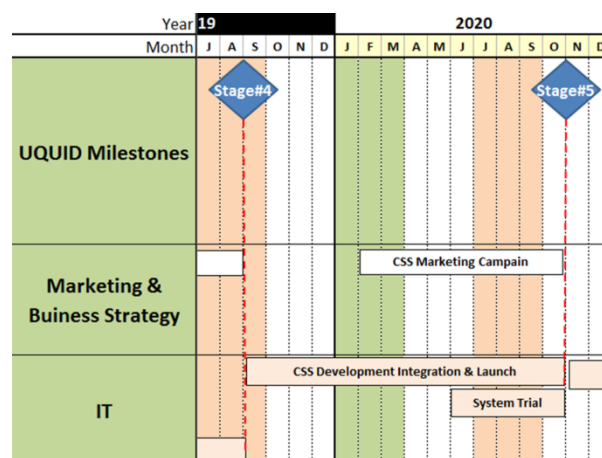 Year 19 2020
Month J A S O N D J F M A M J J A S O N D
Stage#4 Stage#5
UQUID Milestones
Marketing &
Buiness Strategy
CSS Marketing Campain
CSS Development Integration & Launch
IT
System Trial